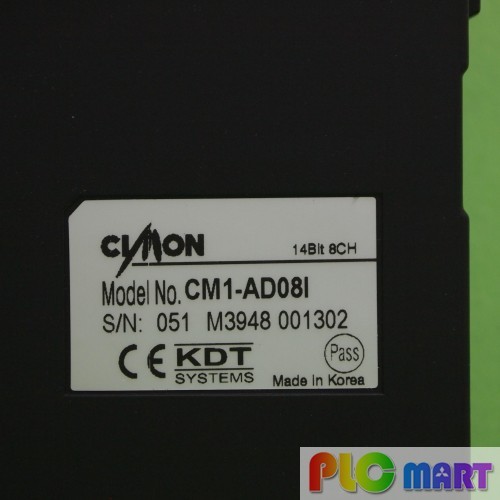 CIMON
14Bit 8CH
Model No. CM1-AD08I
S/N: 051 M3948 001302
CE KDT SYSTEMS
Pass
Made in Korea
PLC MART